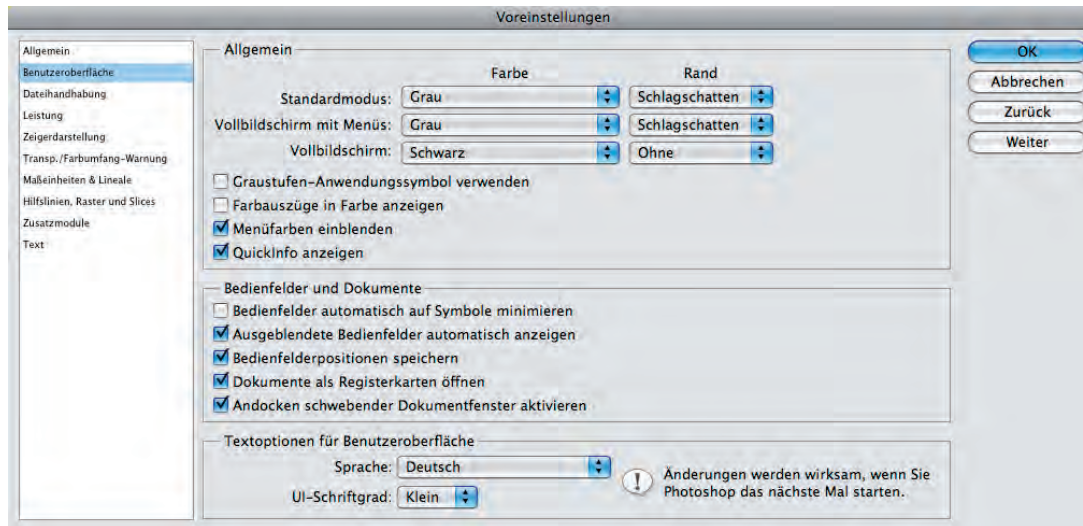 Voreinstellungen
Allgemein
Benutzeroberfläche
Dateihandhabung
Leistung
Zeigerdarstellung
Transp./Farbumfang-Warnung
Maßeinheiten & Lineale
Hilfslinien, Raster und Slices
Zusatzmodule
Text
Allgemein
Farbe Rand
Standardmodus: Grau Schlagschatten
Vollbildschirm mit Menüs: Grau Schlagschatten
Vollbildschirm: Schwarz Ohne
Graustufen-Anwendungssymbol verwenden
Farbauszüge in Farbe anzeigen
Menüfarben einblenden
QuickInfo anzeigen
Bedienfelder und Dokumente
Bedienfelder automatisch auf Symbole minimieren
Ausgeblendete Bedienfelder automatisch anzeigen
Bedienfelderpositionen speichern
Dokumente als Registerkarten öffnen
Andocken schwebender Dokumentfenster aktivieren
Textoptionen für Benutzeroberfläche
Sprache: Deutsch
UI-Schriftgrad: Klein
Änderungen werden wirksam, wenn Sie
Photoshop das nächste Mal starten.
OK
Abbrechen
Zurück
Weiter